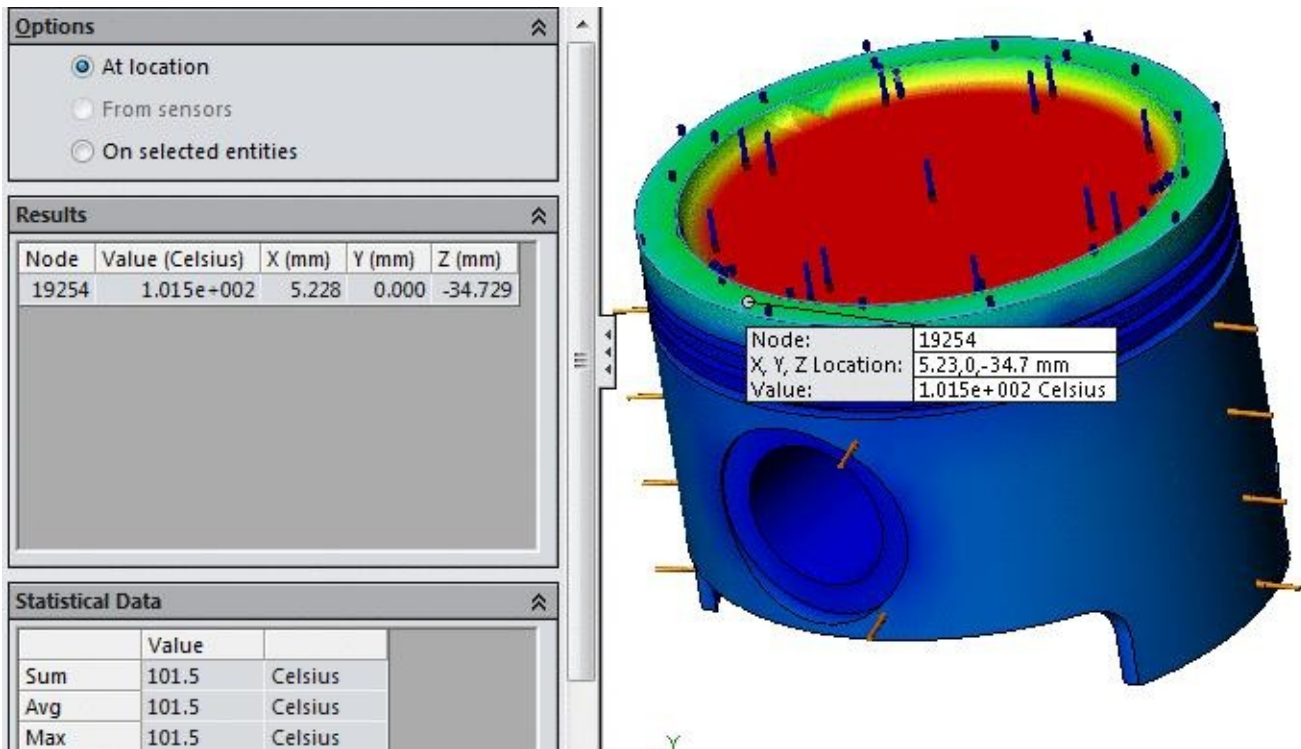 Options
At location
From sensors
On selected entities
Results
Node Value (Celsius) X (mm) Y (mm) Z (mm)
19254 1.015e+002 5.228 0.000 -34.729
Statistical Data
Value
Sum 101.5 Celsius
Avg 101.5 Celsius
Max 101.5 Celsius
Node: 19254
X, Y, Z Location: 5.23,0,-34.7 mm
Value: 1.015e+002 Celsius
Y